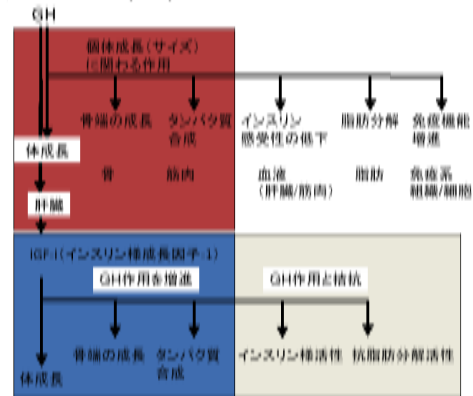 GH
個体成長(サイズ)
に関わる作用
骨端の成長
タンパク質
合成
インスリン
感受性の低下
脂肪分解
免疫機能
増進
体成長
骨
筋肉
血液
(肝臓/筋肉)
脂肪
免疫系
組織/細胞
肝臓
IGF-I(インスリン様成長因子-1)
GH作用を増進
GH作用と拮抗
体成長
骨端の成長
タンパク質
合成
インスリン様活性
抗脂肪分解活性